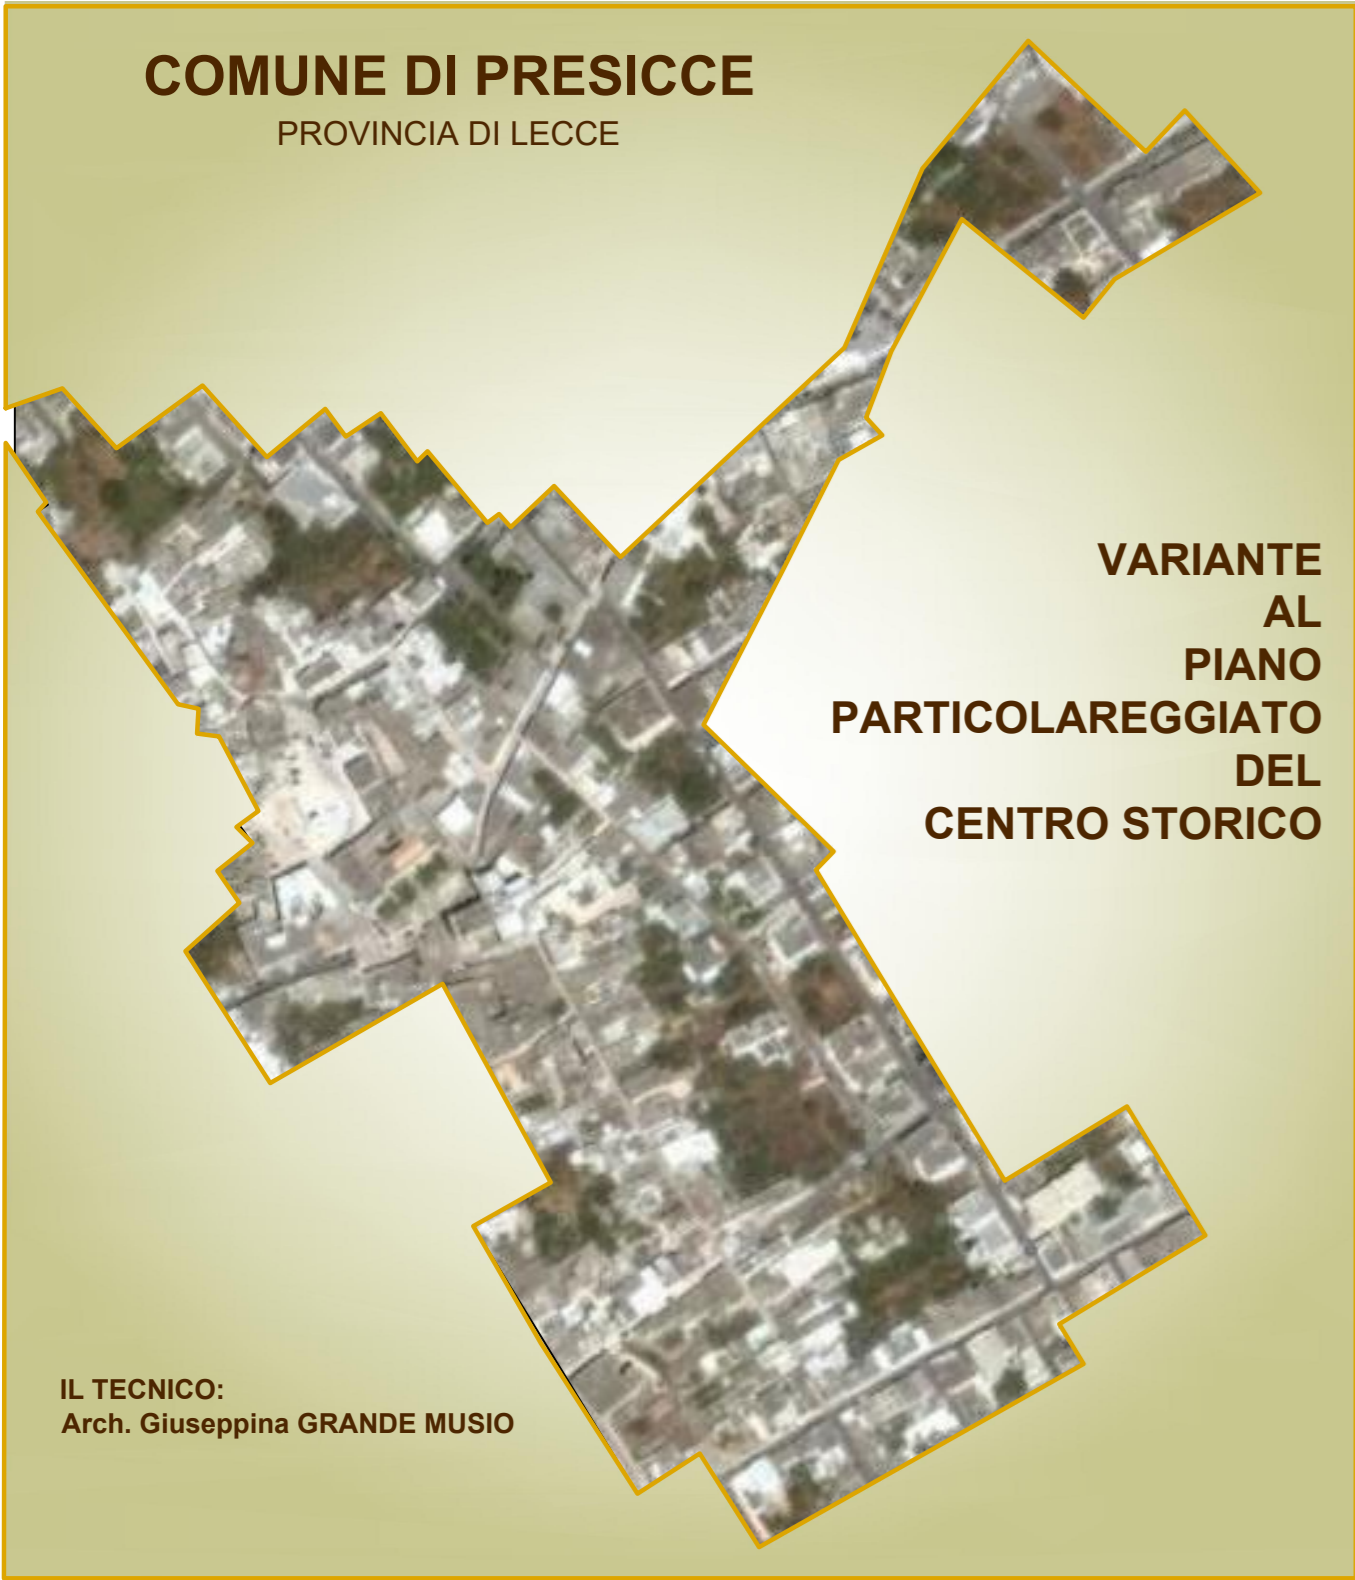 COMUNE DI PRESICCE
PROVINCIA DI LECCE
VARIANTE
AL
PIANO
PARTICOLAREGGIATO
DEL
CENTRO STORICO
IL TECNICO:
Arch. Giuseppina GRANDE MUSIO